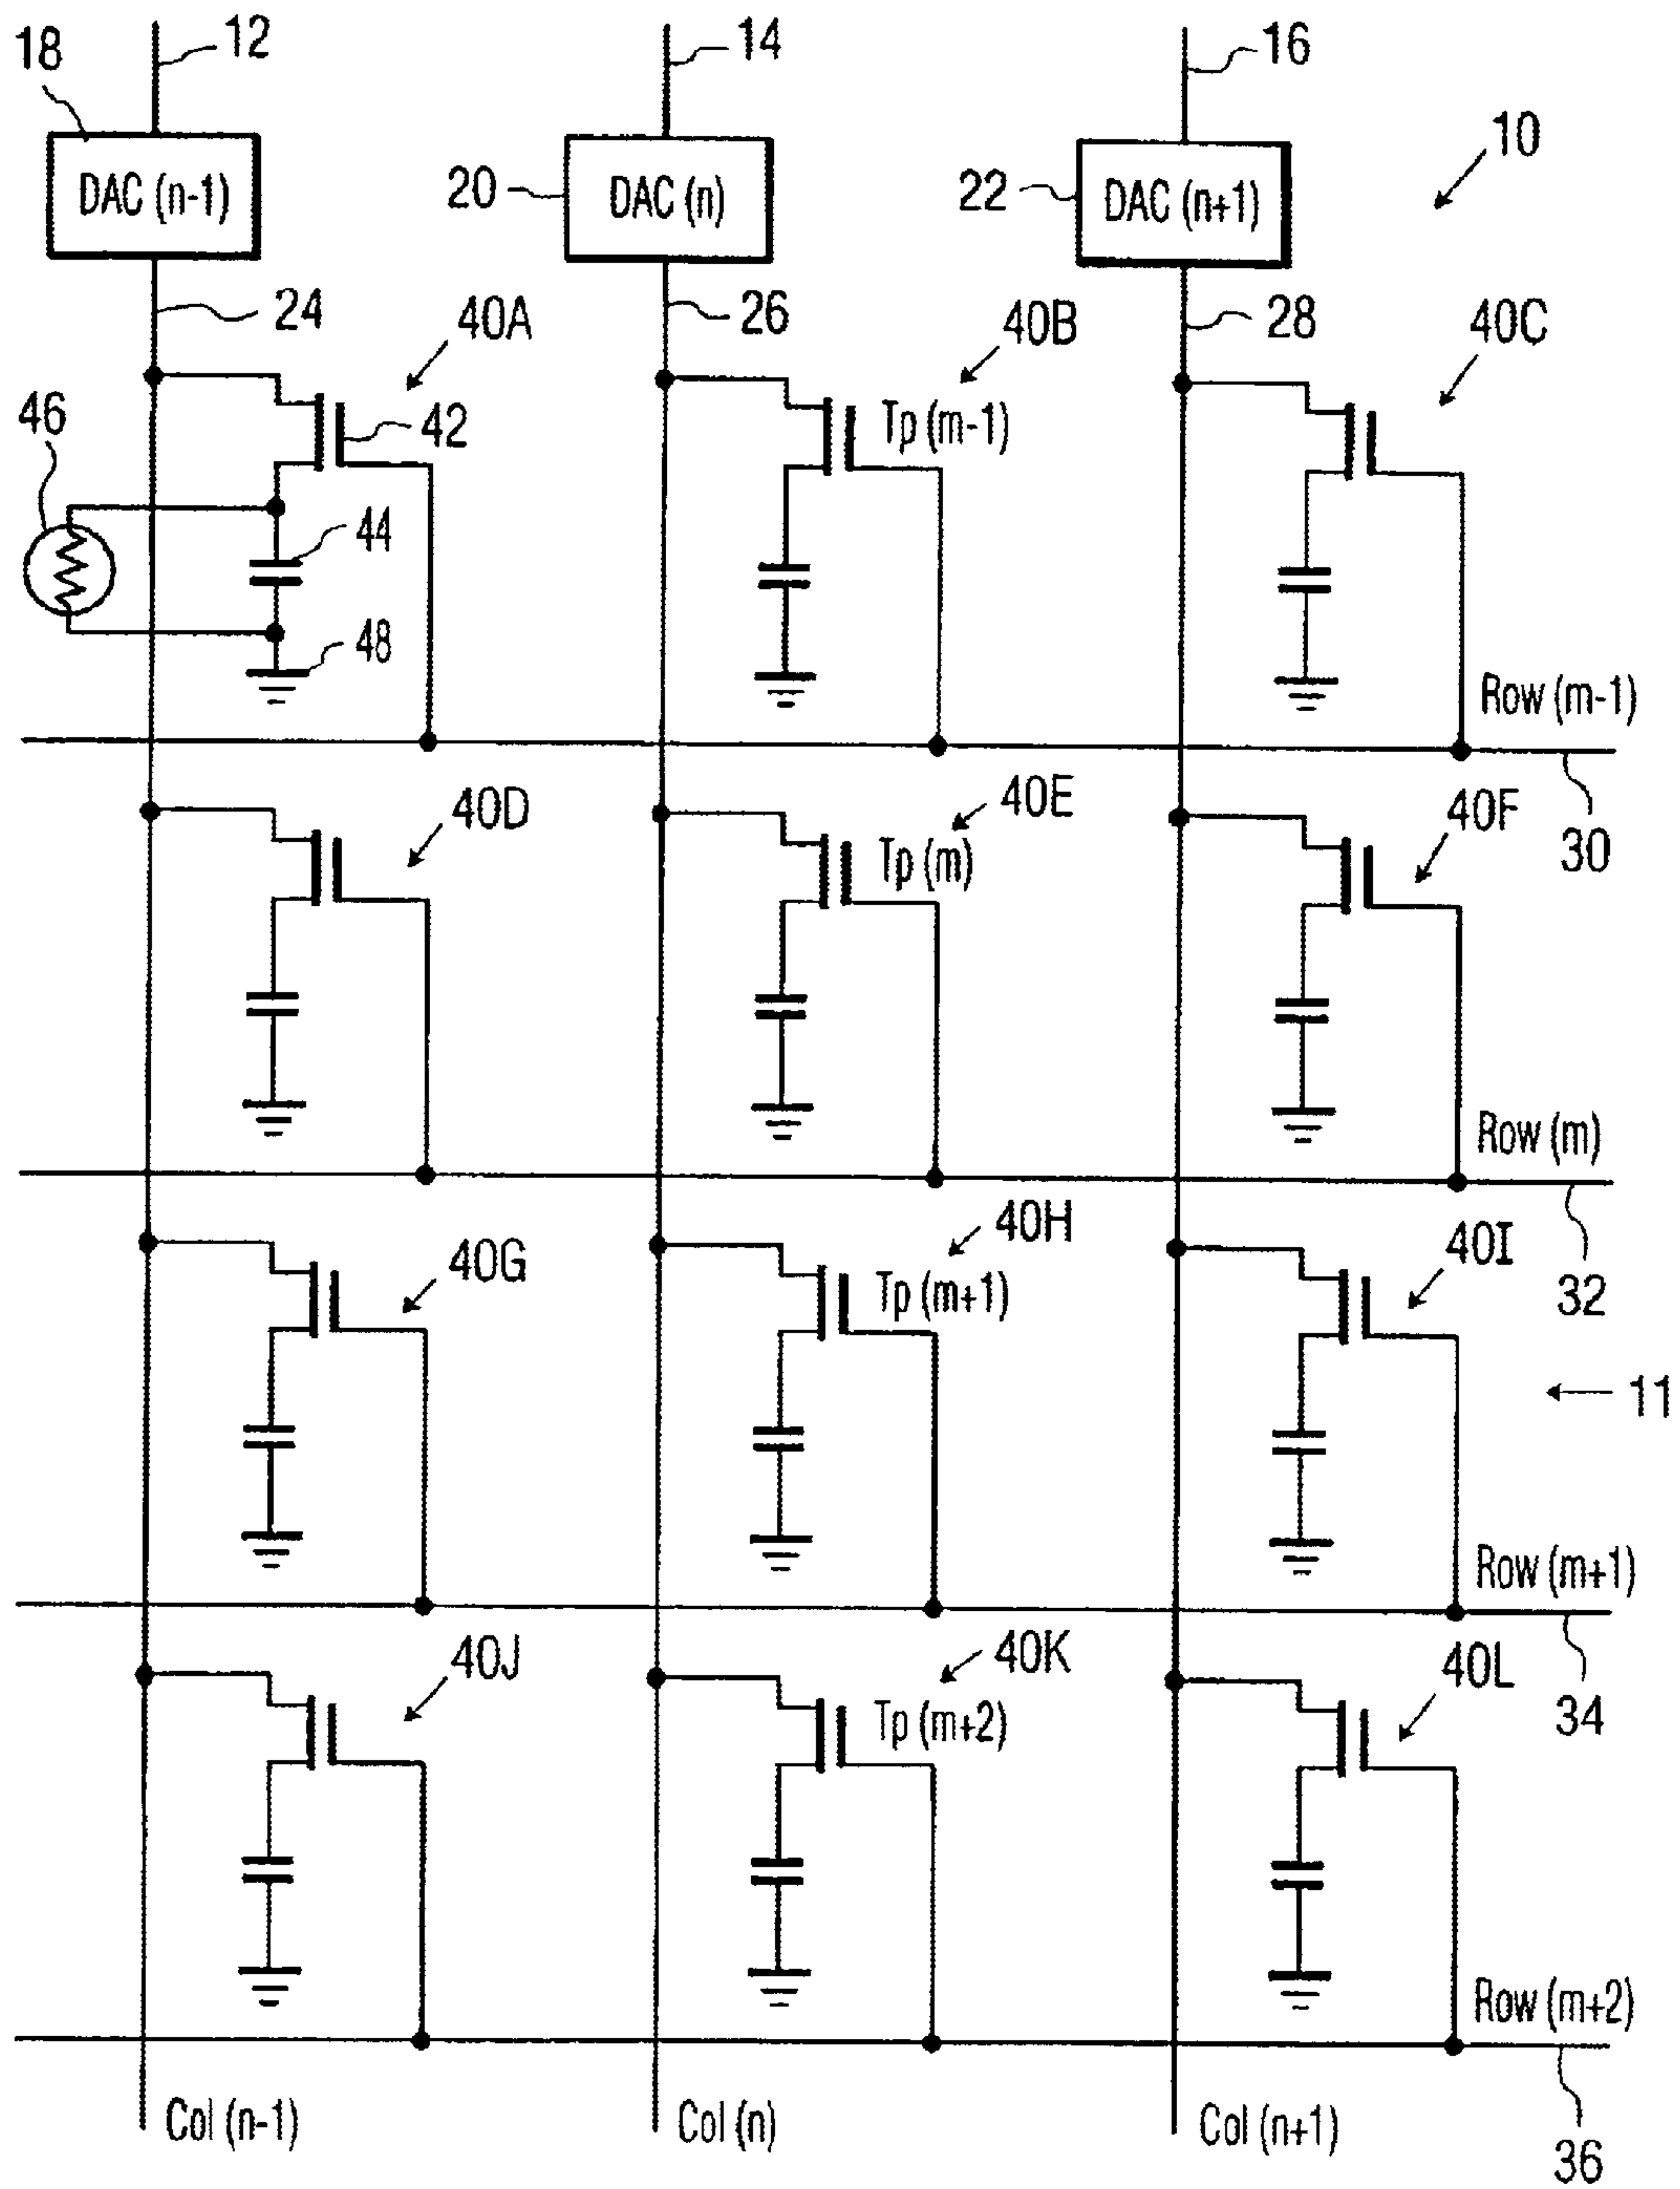 18
12
14
16
10
DAC (n-1)
20
DAC (n)
22
DAC (n+1)
24
40A
26
40B
28
40C
46
42
Tp (m-1)
44
48
Row (m-1)
30
40D
40E
40F
Tp (m)
Row (m)
32
40G
40H
40I
Tp (m+1)
11
Row (m+1)
34
40J
40K
40L
Tp (m+2)
Row (m+2)
36
Col (n-1)
Col (n)
Col (n+1)